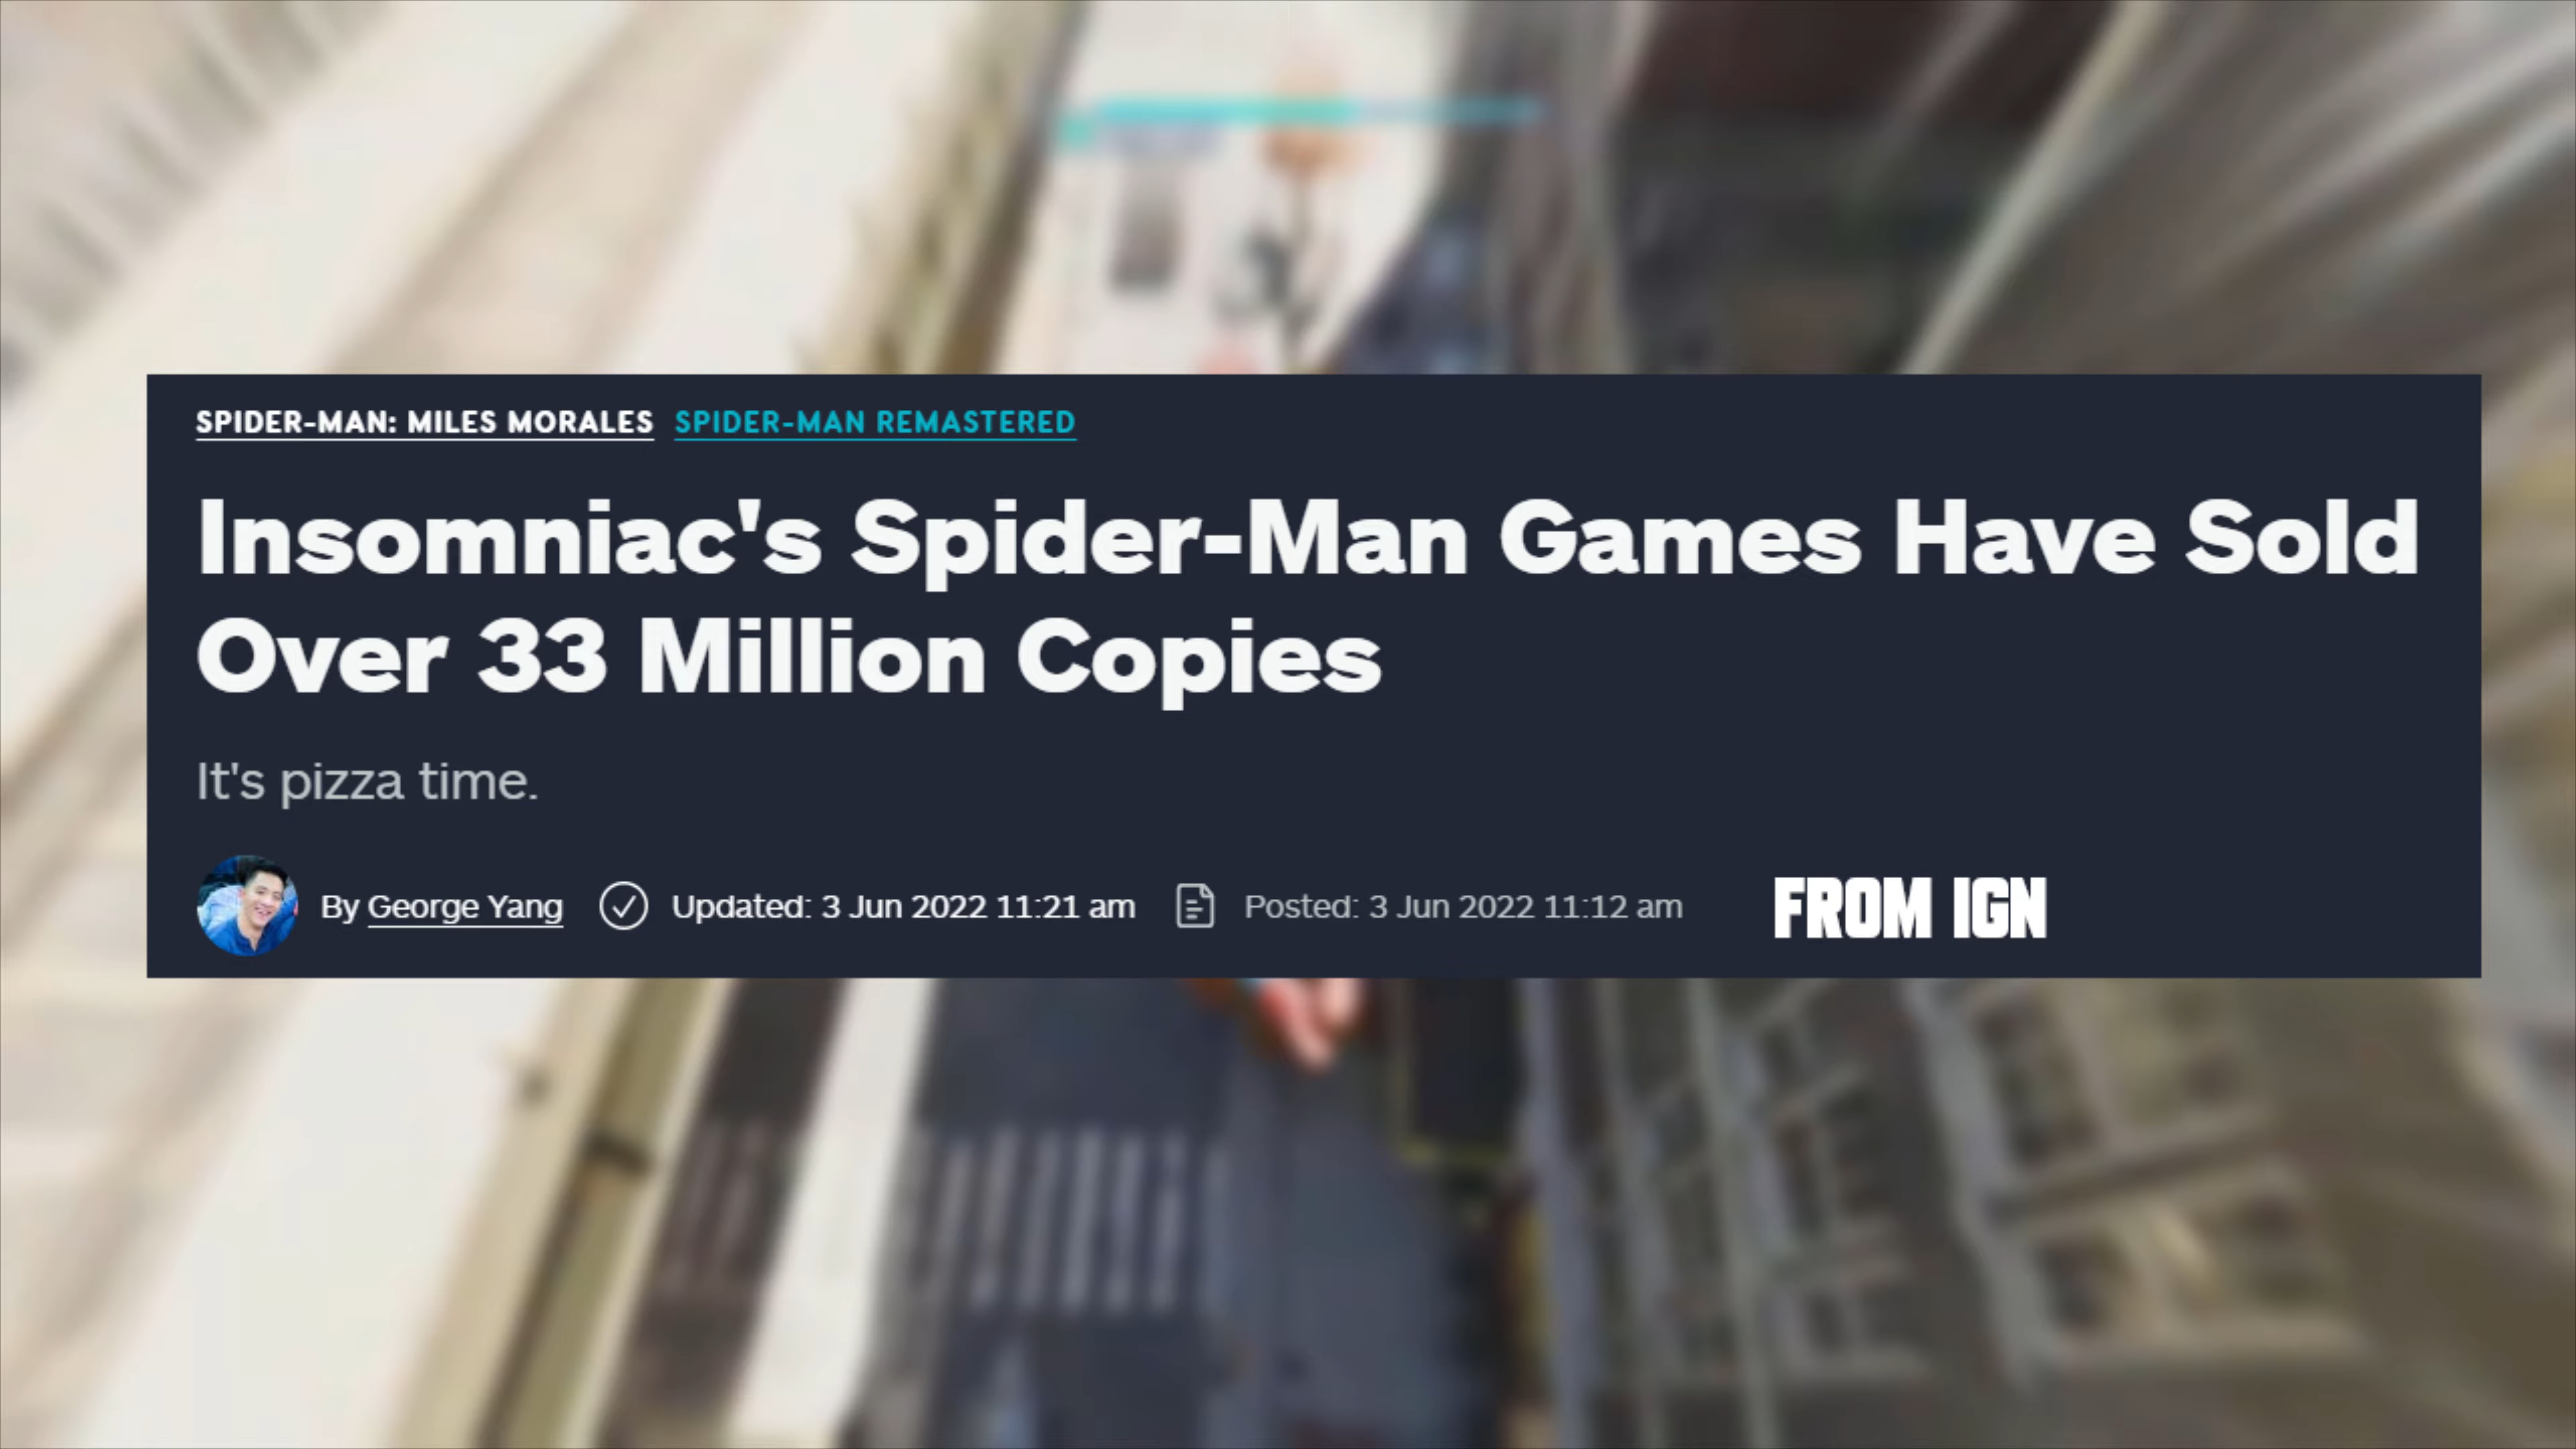 SPIDER-MAN: MILES MORALES SPIDER-MAN REMASTERED
Insomniac's Spider-Man Games Have Sold
Over 33 Million Copies
It's pizza time.
By George Yang Updated: 3 Jun 2022 11:21 am Posted: 3 Jun 2022 11:12 am FROM IGN